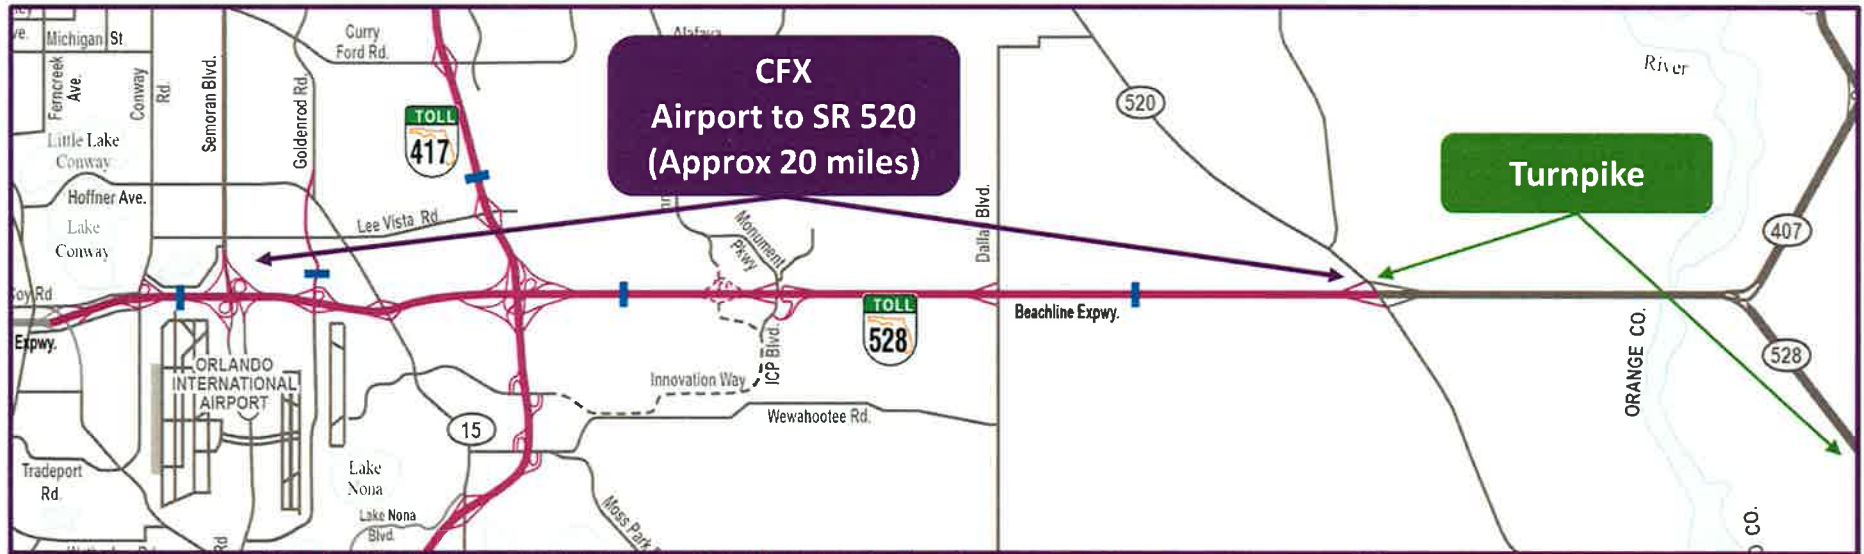 Michigan St
Ferncreek
Ave.
Conway
Rd.
Semoran Blvd.
Goldenrod Rd.
Curry
Ford Rd.
TOLL
417
CFX
Airport to SR 520
(Approx 20 miles)
520
River
Turnpike
Little Lake
Conway
Hoffner Ave.
Lake
Conway
Lee Vista Rd
Monument
Pkwy
Dallas Blvd.
407
Expwy.
TOLL
528
Beachline Expwy.
ORANGE CO.
528
ORLANDO
INTERNATIONAL
AIRPORT
ICP Blvd.
Innovation Way
Wewahootee Rd.
15
Tradeport
Rd.
Lake
Nona
Lake Nona
Blvd.
Moss Park
Rd
CO.